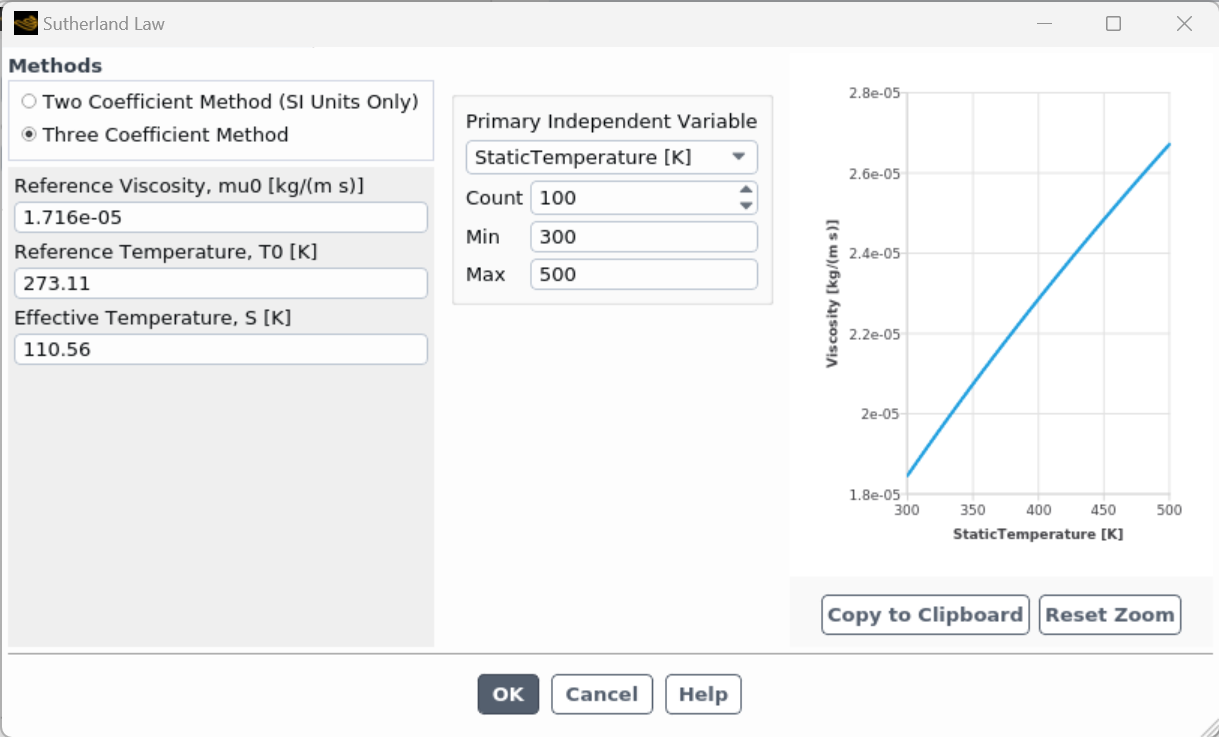 Sutherland Law
Methods
Two Coefficient Method (SI Units Only)
Three Coefficient Method
Reference Viscosity, mu0 [kg/(m s)]
1.716e-05
Reference Temperature, T0 [K]
273.11
Effective Temperature, S [K]
110.56
Primary Independent Variable
StaticTemperature [K]
Count 100
Min 300
Max 500
Viscosity [kg/(m s)]
2.8e-05
2.6e-05
2.4e-05
2.2e-05
2e-05
1.8e-05
300 350 400 450 500
StaticTemperature [K]
Copy to Clipboard Reset Zoom
OK Cancel Help